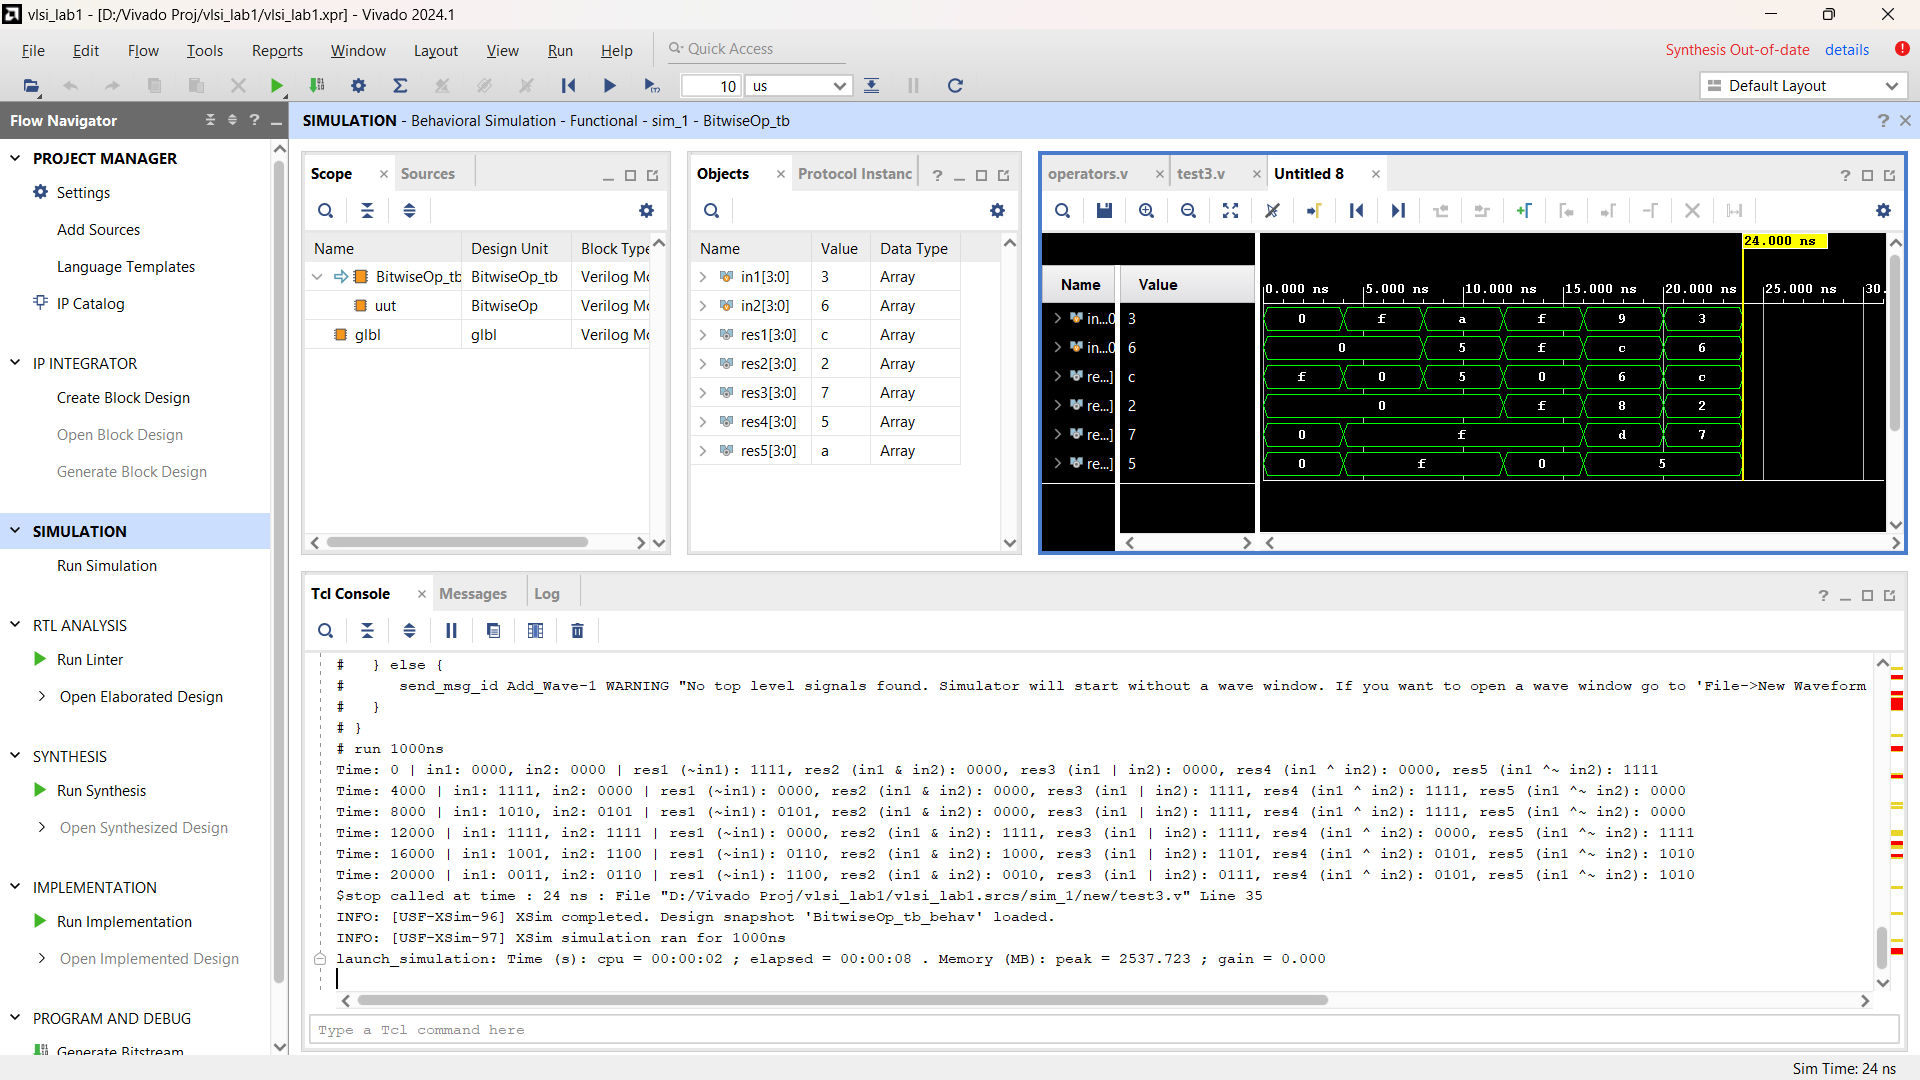 vlsi_lab1 - [D:/Vivado Proj/vlsi_lab1/vlsi_lab1.xpr] - Vivado 2024.1
File Edit Flow Tools Reports Window Layout View Run Help Quick Access
Synthesis Out-of-date details
10 us
Default Layout
Flow Navigator
SIMULATION - Behavioral Simulation - Functional - sim_1 - BitwiseOp_tb
PROJECT MANAGER
Settings
Add Sources
Language Templates
IP Catalog
IP INTEGRATOR
Create Block Design
Open Block Design
Generate Block Design
SIMULATION
Run Simulation
RTL ANALYSIS
Run Linter
Open Elaborated Design
SYNTHESIS
Run Synthesis
Open Synthesized Design
IMPLEMENTATION
Run Implementation
Open Implemented Design
PROGRAM AND DEBUG
Generate Bitstream
Scope Sources
Name Design Unit Block Type
BitwiseOp_tb BitwiseOp_tb Verilog Mo
uut BitwiseOp Verilog Mo
glbl glbl Verilog Mo
Objects Protocol Instanc
Name Value Data Type
in1[3:0] 3 Array
in2[3:0] 6 Array
res1[3:0] c Array
res2[3:0] 2 Array
res3[3:0] 7 Array
res4[3:0] 5 Array
res5[3:0] a Array
operators.v test3.v Untitled 8
24.000 ns
Name Value
0.000 ns 5.000 ns 10.000 ns 15.000 ns 20.000 ns 25.000 ns 30.
in...0 3 0 f a f 9 3
in...0 6 0 5 f c 6
re...] c f 0 5 0 6 c
re...] 2 0 f 8 2
re...] 7 0 f d 7
re...] 5 0 f 0 5
Tcl Console Messages Log
# } else {
# send_msg_id Add_Wave-1 WARNING "No top level signals found. Simulator will start without a wave window. If you want to open a wave window go to 'File->New Waveform
# }
# }
# run 1000ns
Time: 0 | in1: 0000, in2: 0000 | res1 (~in1): 1111, res2 (in1 & in2): 0000, res3 (in1 | in2): 0000, res4 (in1 ^ in2): 0000, res5 (in1 ^~ in2): 1111
Time: 4000 | in1: 1111, in2: 0000 | res1 (~in1): 0000, res2 (in1 & in2): 0000, res3 (in1 | in2): 1111, res4 (in1 ^ in2): 1111, res5 (in1 ^~ in2): 0000
Time: 8000 | in1: 1010, in2: 0101 | res1 (~in1): 0101, res2 (in1 & in2): 0000, res3 (in1 | in2): 1111, res4 (in1 ^ in2): 1111, res5 (in1 ^~ in2): 0000
Time: 12000 | in1: 1111, in2: 1111 | res1 (~in1): 0000, res2 (in1 & in2): 1111, res3 (in1 | in2): 1111, res4 (in1 ^ in2): 0000, res5 (in1 ^~ in2): 1111
Time: 16000 | in1: 1001, in2: 1100 | res1 (~in1): 0110, res2 (in1 & in2): 1000, res3 (in1 | in2): 1101, res4 (in1 ^ in2): 0101, res5 (in1 ^~ in2): 1010
Time: 20000 | in1: 0011, in2: 0110 | res1 (~in1): 1100, res2 (in1 & in2): 0010, res3 (in1 | in2): 0111, res4 (in1 ^ in2): 0101, res5 (in1 ^~ in2): 1010
$stop called at time : 24 ns : File "D:/Vivado Proj/vlsi_lab1/vlsi_lab1.srcs/sim_1/new/test3.v" Line 35
INFO: [USF-XSim-96] XSim completed. Design snapshot 'BitwiseOp_tb_behav' loaded.
INFO: [USF-XSim-97] XSim simulation ran for 1000ns
launch_simulation: Time (s): cpu = 00:00:02 ; elapsed = 00:00:08 . Memory (MB): peak = 2537.723 ; gain = 0.000
Type a Tcl command here
Sim Time: 24 ns